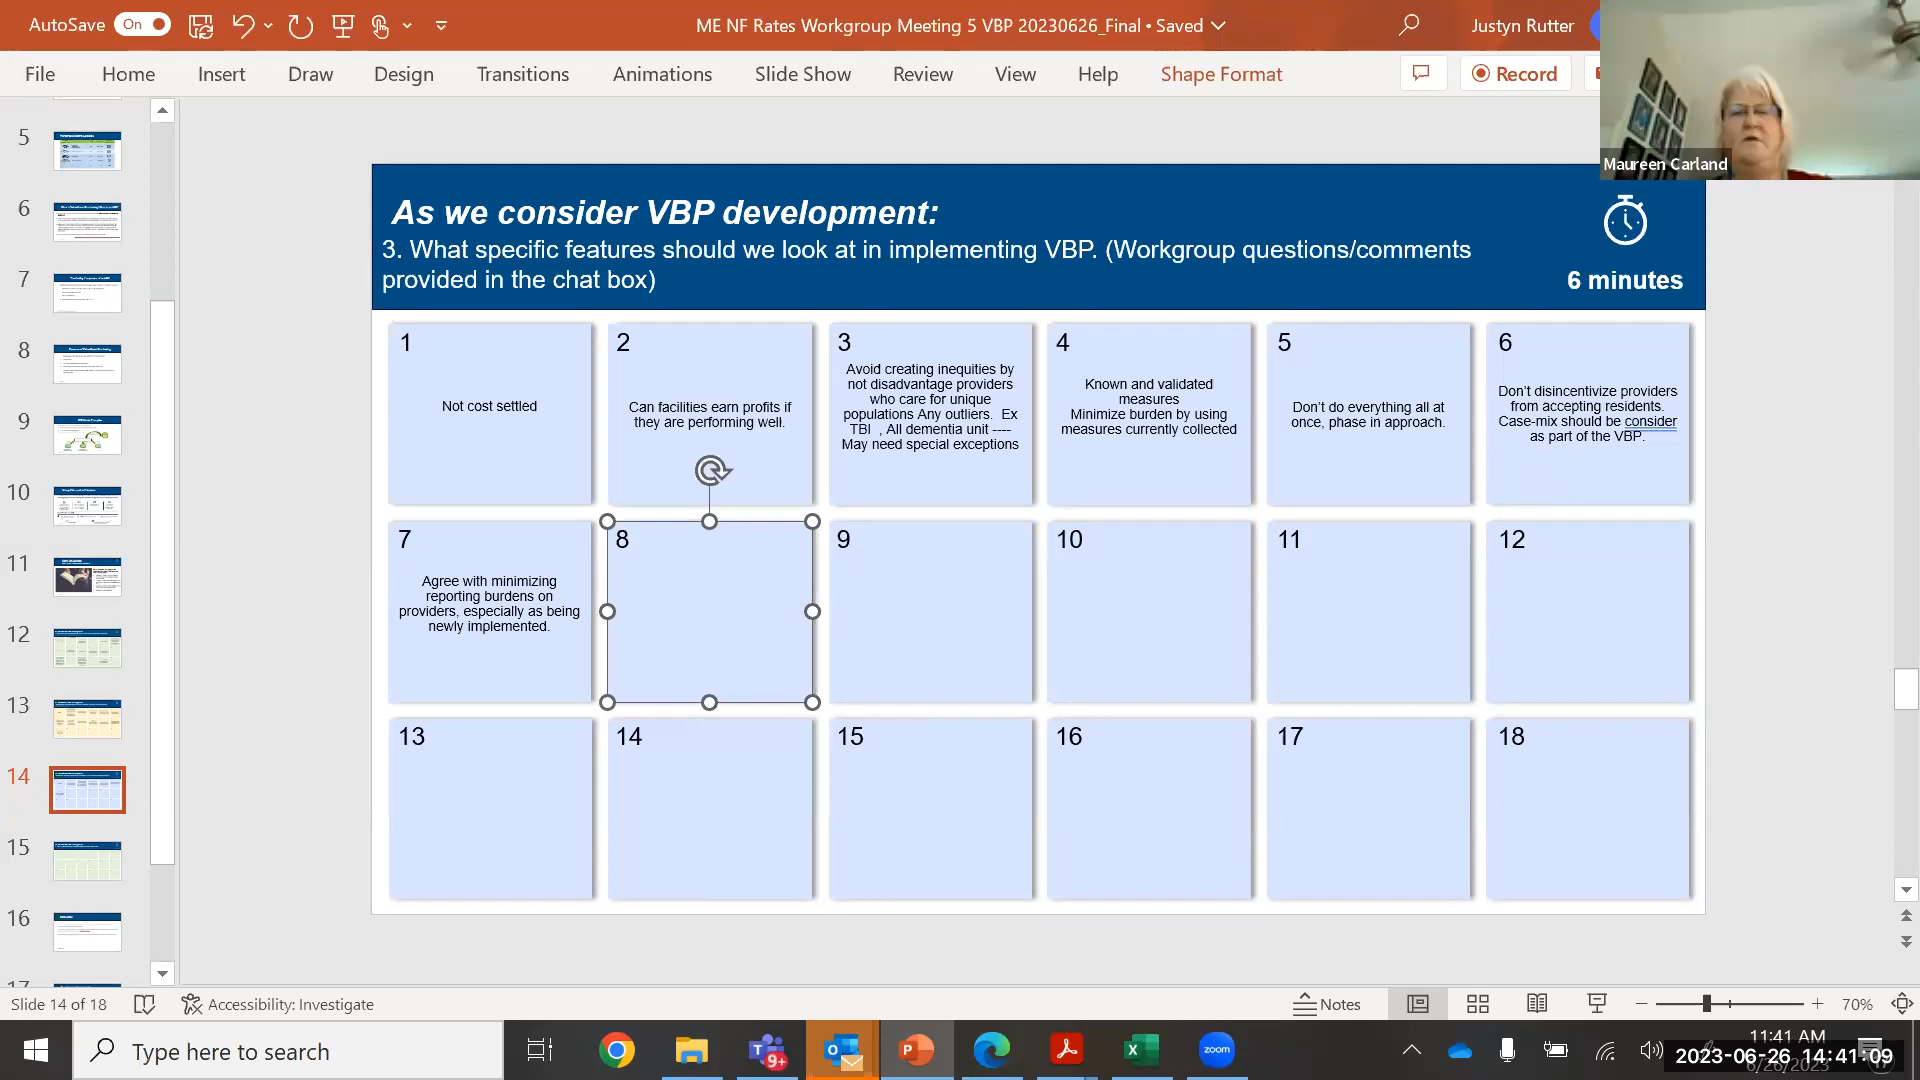 AutoSave On
ME NF Rates Workgroup Meeting 5 VBP 20230626_Final • Saved
Justyn Rutter
File Home Insert Draw Design Transitions Animations Slide Show Review View Help Shape Format
Record
Maureen Carland
5
6
7
8
9
10
11
12
13
14
15
16
As we consider VBP development:
3. What specific features should we look at in implementing VBP. (Workgroup questions/comments
provided in the chat box)
6 minutes
1
Not cost settled
2
Can facilities earn profits if
they are performing well.
3
Avoid creating inequities by
not disadvantage providers
who care for unique
populations Any outliers. Ex
TBI , All dementia unit ----
May need special exceptions
4
Known and validated
measures
Minimize burden by using
measures currently collected
5
Don't do everything all at
once, phase in approach.
6
Don't disincentivize providers
from accepting residents.
Case-mix should be consider
as part of the VBP.
7
Agree with minimizing
reporting burdens on
providers, especially as being
newly implemented.
8
9
10
11
12
13
14
15
16
17
18
Slide 14 of 18
Accessibility: Investigate
Notes
70%
Type here to search
9+
zoom
11:41 AM
2023-06-26 14:41:09